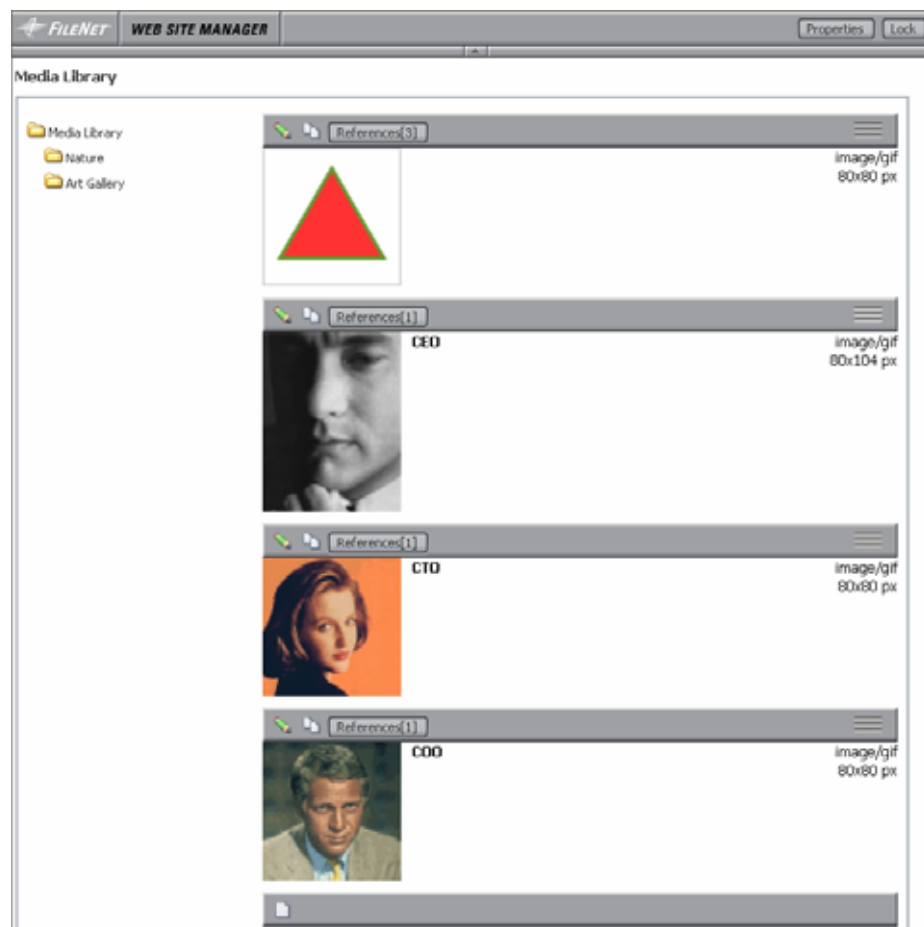 FILENET WEB SITE MANAGER Properties Lock
Media Library
Media Library
Nature
Art Gallery
References[3]
image/gif
80x80 px
References[1]
CEO
image/gif
80x104 px
References[1]
CTO
image/gif
80x80 px
References[1]
COO
image/gif
80x80 px